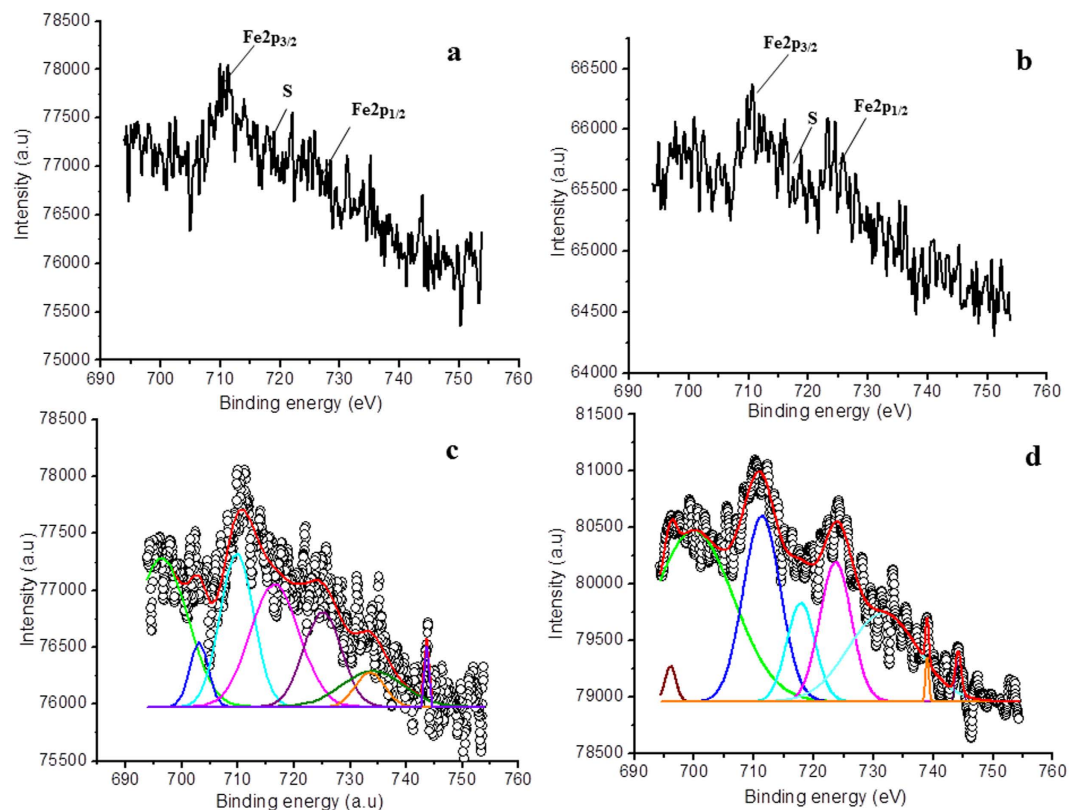 a
Fe2p3/2
S
Fe2p1/2
Intensity (a.u)
78500
78000
77500
77000
76500
76000
75500
75000
690 700 710 720 730 740 750 760
Binding energy (eV)
b
Fe2p3/2
S
Fe2p1/2
Intensity (a.u)
66500
66000
65500
65000
64500
64000
690 700 710 720 730 740 750 760
Binding energy (eV)
c
Intensity (a.u)
78500
78000
77500
77000
76500
76000
75500
690 700 710 720 730 740 750 760
Binding energy (a.u)
d
Intensity (a.u)
81500
81000
80500
80000
79500
79000
78500
690 700 710 720 730 740 750 760
Binding energy (eV)